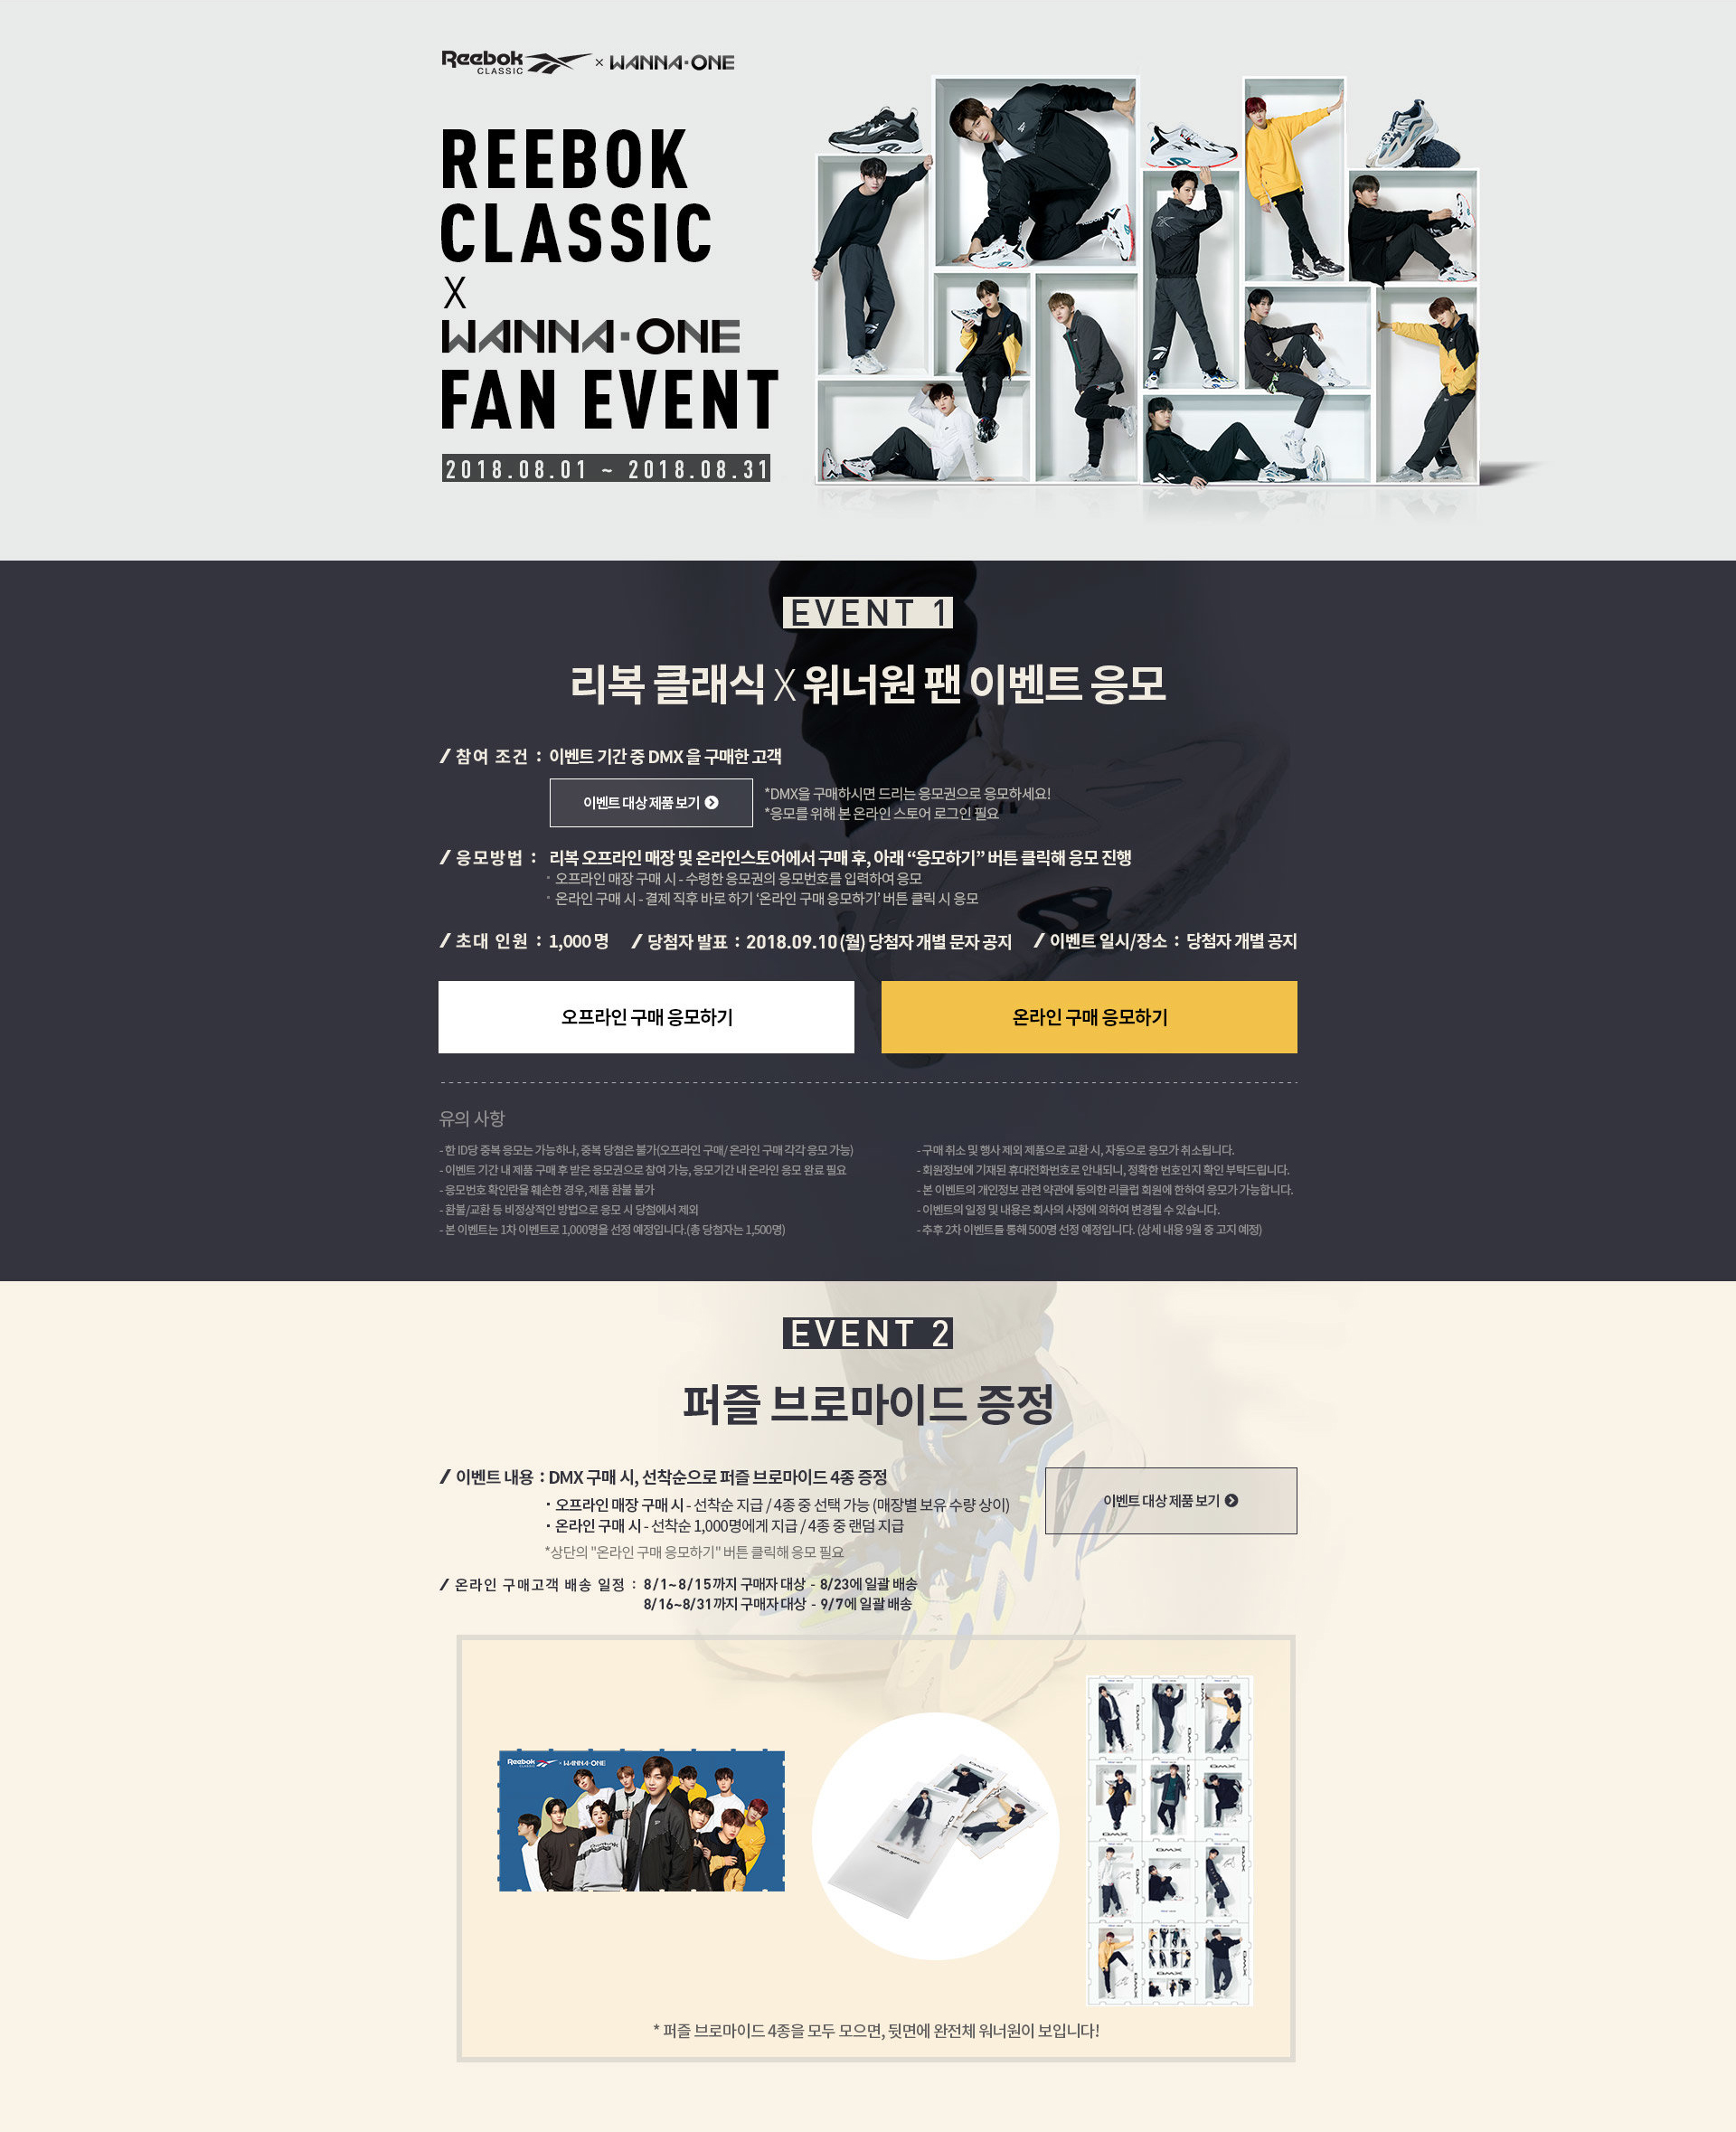 Reebok CLASSIC × WANNA·ONE
REEBOK
CLASSIC
X
WANNA·ONE
FAN EVENT
2018.08.01 ~ 2018.08.31
EVENT 1
리복 클래식 X 워너원 팬 이벤트 응모
/ 참여 조건 : 이벤트 기간 중 DMX 을 구매한 고객
이벤트 대상 제품 보기
*DMX을 구매하시면 드리는 응모권으로 응모하세요!
*응모를 위해 본 온라인 스토어 로그인 필요
/ 응모방법 : 리복 오프라인 매장 및 온라인스토어에서 구매 후, 아래 “응모하기” 버튼 클릭해 응모 진행
· 오프라인 매장 구매 시 - 수령한 응모권의 응모번호를 입력하여 응모
· 온라인 구매 시 - 결제 직후 바로 하기 ‘온라인 구매 응모하기’ 버튼 클릭 시 응모
/ 초대 인원 : 1,000 명 / 당첨자 발표 : 2018.09.10(월) 당첨자 개별 문자 공지 / 이벤트 일시/장소 : 당첨자 개별 공지
오프라인 구매 응모하기
온라인 구매 응모하기
유의 사항
- 한 ID당 중복 응모는 가능하나, 중복 당첨은 불가(오프라인 구매/ 온라인 구매 각각 응모 가능)
- 이벤트 기간 내 제품 구매 후 받은 응모권으로 참여 가능, 응모기간 내 온라인 응모 완료 필요
- 응모번호 확인란을 훼손한 경우, 제품 환불 불가
- 환불/교환 등 비정상적인 방법으로 응모 시 당첨에서 제외
- 본 이벤트는 1차 이벤트로 1,000명을 선정 예정입니다.(총 당첨자는 1,500명)
- 구매 취소 및 행사 제외 제품으로 교환 시, 자동으로 응모가 취소됩니다.
- 회원정보에 기재된 휴대전화번호로 안내되니, 정확한 번호인지 확인 부탁드립니다.
- 본 이벤트의 개인정보 관련 약관에 동의한 리클럽 회원에 한하여 응모가 가능합니다.
- 이벤트의 일정 및 내용은 회사의 사정에 의하여 변경될 수 있습니다.
- 추후 2차 이벤트를 통해 500명 선정 예정입니다. (상세 내용 9월 중 고지 예정)
EVENT 2
퍼즐 브로마이드 증정
/ 이벤트 내용 : DMX 구매 시, 선착순으로 퍼즐 브로마이드 4종 증정
· 오프라인 매장 구매 시 - 선착순 지급 / 4종 중 선택 가능 (매장별 보유 수량 상이)
· 온라인 구매 시 - 선착순 1,000명에게 지급 / 4종 중 랜덤 지급
*상단의 "온라인 구매 응모하기" 버튼 클릭해 응모 필요
이벤트 대상 제품 보기
/ 온라인 구매고객 배송 일정 : 8/1~8/15까지 구매자 대상 - 8/23에 일괄 배송
8/16~8/31까지 구매자 대상 - 9/7에 일괄 배송
Reebok CLASSIC × WANNA·ONE
DMX
DMX
DMX
DMX
DMX
DMX
DMX
DMX
DMX
DMX
* 퍼즐 브로마이드 4종을 모두 모으면, 뒷면에 완전체 워너원이 보입니다!